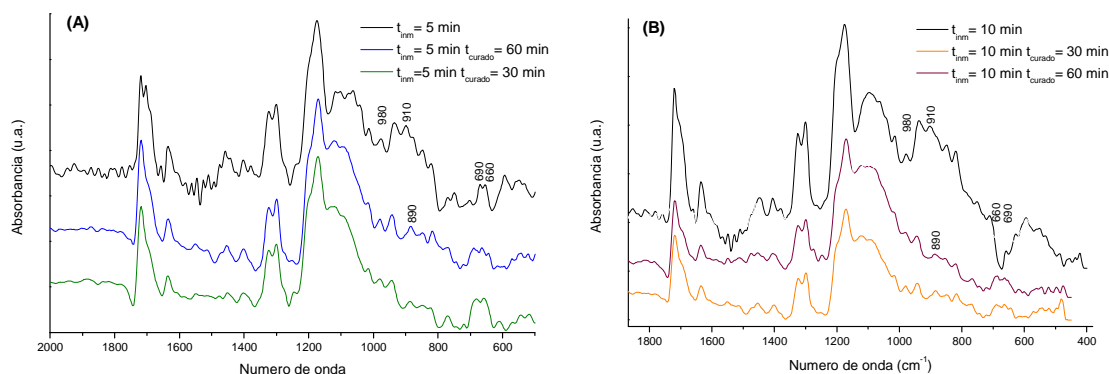 (A)
t_inm= 5 min
t_inm= 5 min t_curado= 60 min
t_inm=5 min t_curado= 30 min
980
910
690
660
890
Absorbancia (u.a.)
2000 1800 1600 1400 1200 1000 800 600
Numero de onda
(B)
t_inm= 10 min
t_inm= 10 min t_curado= 30 min
t_inm= 10 min t_curado= 60 min
980
910
660
690
890
Absorbancia (u.a.)
1800 1600 1400 1200 1000 800 600 400
Numero de onda (cm⁻¹)